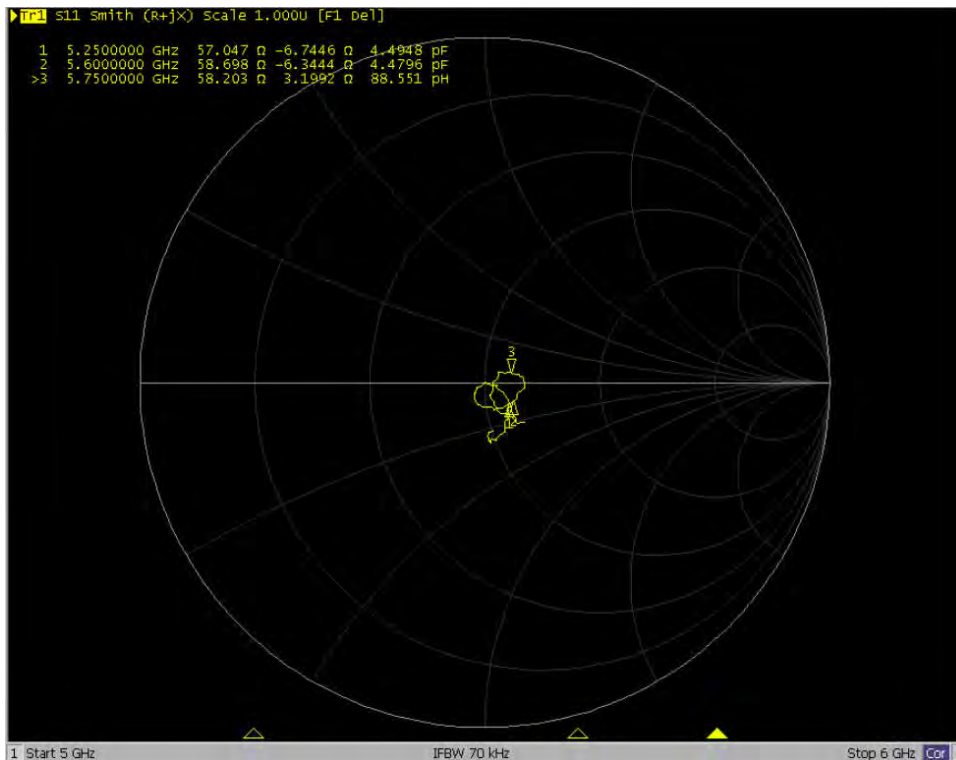 Tr1 S11 Smith (R+jX) Scale 1.000U [F1 Del]
1 5.2500000 GHz 57.047 Ω -6.7446 Ω 4.4948 pF
2 5.6000000 GHz 58.698 Ω -6.3444 Ω 4.4796 pF
>3 5.7500000 GHz 58.203 Ω 3.1992 Ω 88.551 pH
3
12
1 Start 5 GHz IFBW 70 kHz Stop 6 GHz Cor